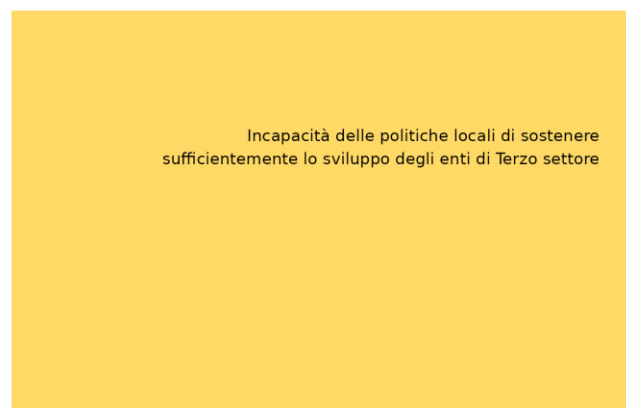 Incapacità delle politiche locali di sostenere
sufficientemente lo sviluppo degli enti di Terzo settore